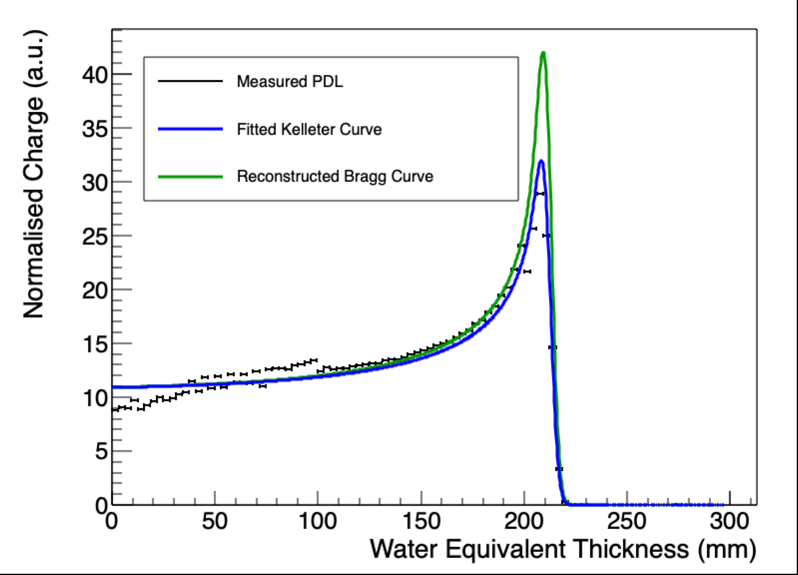 Normalised Charge (a.u.)
40
35
30
25
20
15
10
5
0
Measured PDL
Fitted Kelleter Curve
Reconstructed Bragg Curve
0 50 100 150 200 250 300
Water Equivalent Thickness (mm)